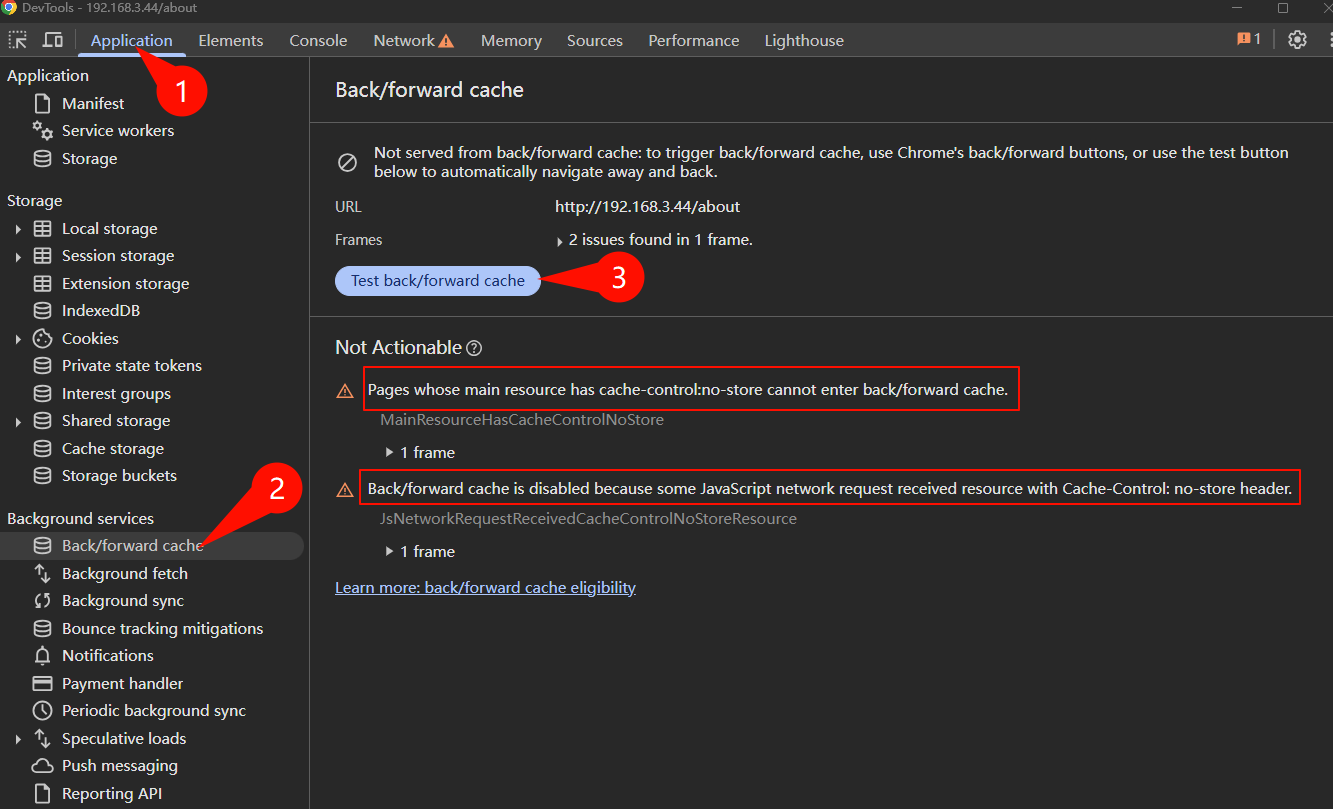 DevTools - 192.168.3.44/about
Application Elements Console Network Memory Sources Performance Lighthouse 1
1
Application
Manifest
Service workers
Storage
Storage
Local storage
Session storage
Extension storage
IndexedDB
Cookies
Private state tokens
Interest groups
Shared storage
Cache storage
Storage buckets
2
Background services
Back/forward cache
Background fetch
Background sync
Bounce tracking mitigations
Notifications
Payment handler
Periodic background sync
Speculative loads
Push messaging
Reporting API
Back/forward cache
Not served from back/forward cache: to trigger back/forward cache, use Chrome's back/forward buttons, or use the test button
below to automatically navigate away and back.
URL http://192.168.3.44/about
Frames 2 issues found in 1 frame.
Test back/forward cache 3
Not Actionable
Pages whose main resource has cache-control:no-store cannot enter back/forward cache.
MainResourceHasCacheControlNoStore
1 frame
Back/forward cache is disabled because some JavaScript network request received resource with Cache-Control: no-store header.
JsNetworkRequestReceivedCacheControlNoStoreResource
1 frame
Learn more: back/forward cache eligibility